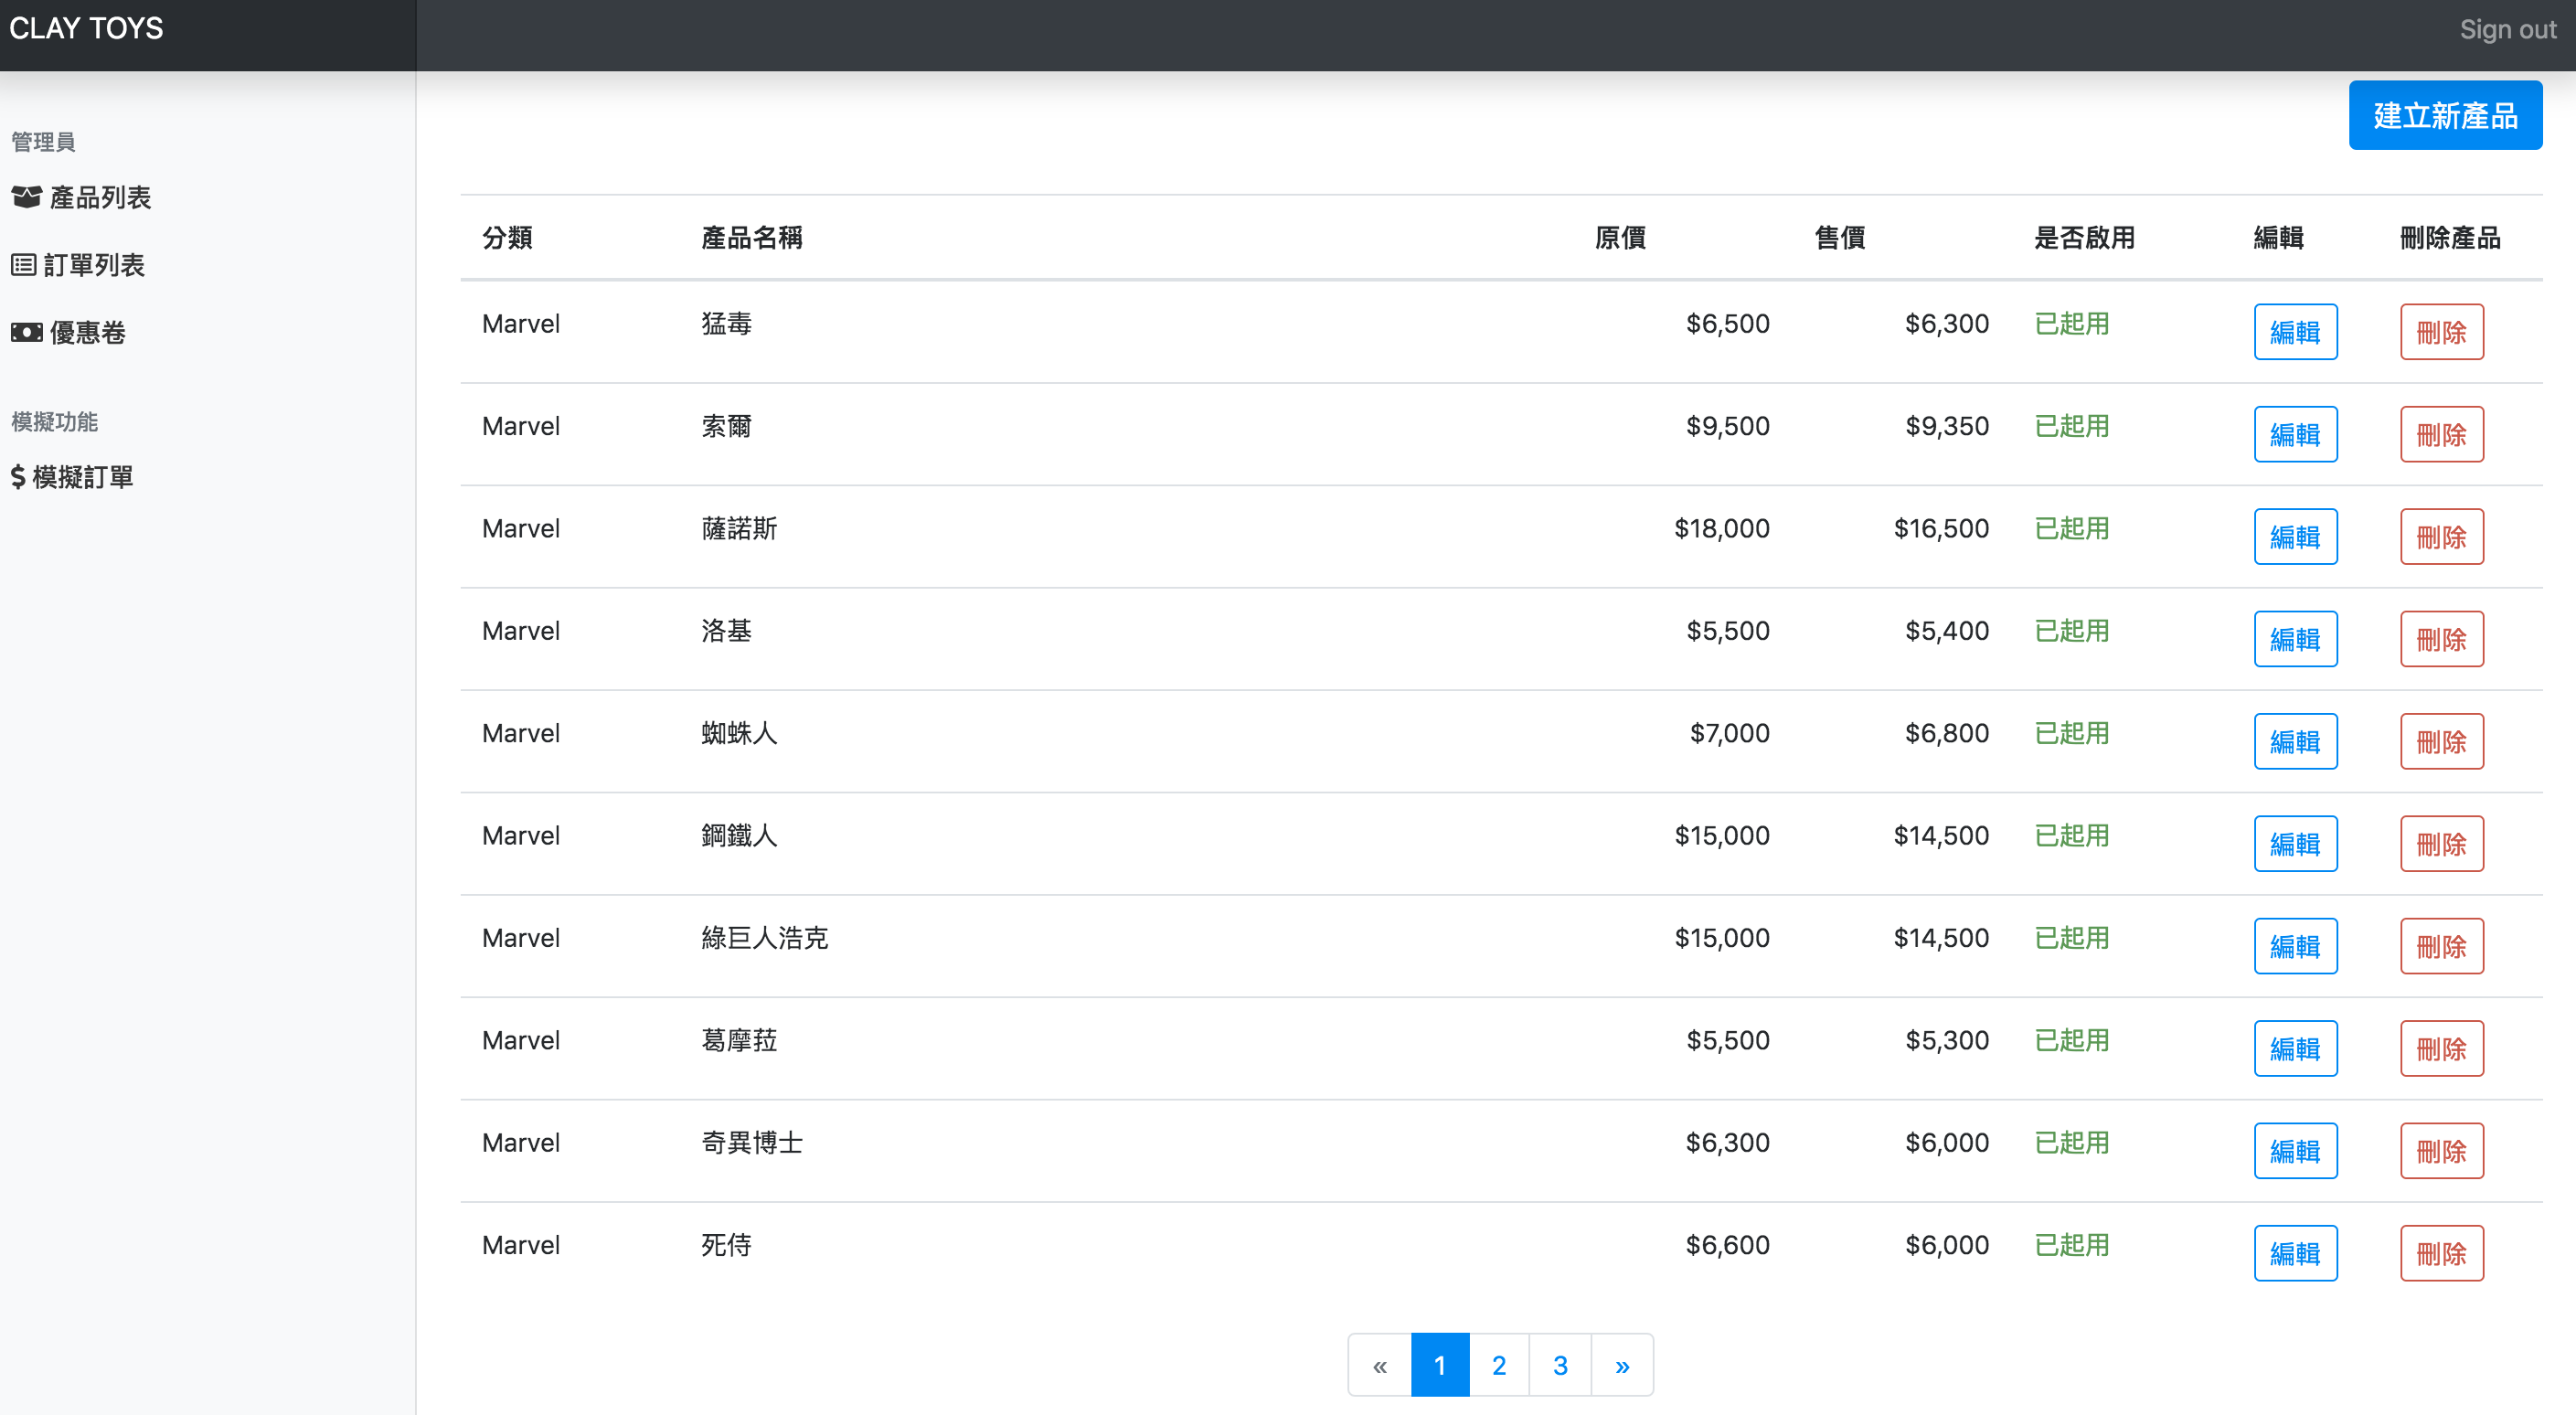 CLAY TOYS
Sign out
管理員
產品列表
訂單列表
優惠卷
模擬功能
模擬訂單
建立新產品
分類 產品名稱 原價 售價 是否啟用 編輯 刪除產品
Marvel 猛毒 $6,500 $6,300 已起用 編輯 刪除
Marvel 索爾 $9,500 $9,350 已起用 編輯 刪除
Marvel 薩諾斯 $18,000 $16,500 已起用 編輯 刪除
Marvel 洛基 $5,500 $5,400 已起用 編輯 刪除
Marvel 蜘蛛人 $7,000 $6,800 已起用 編輯 刪除
Marvel 鋼鐵人 $15,000 $14,500 已起用 編輯 刪除
Marvel 綠巨人浩克 $15,000 $14,500 已起用 編輯 刪除
Marvel 葛摩菈 $5,500 $5,300 已起用 編輯 刪除
Marvel 奇異博士 $6,300 $6,000 已起用 編輯 刪除
Marvel 死侍 $6,600 $6,000 已起用 編輯 刪除
« 1 2 3 »